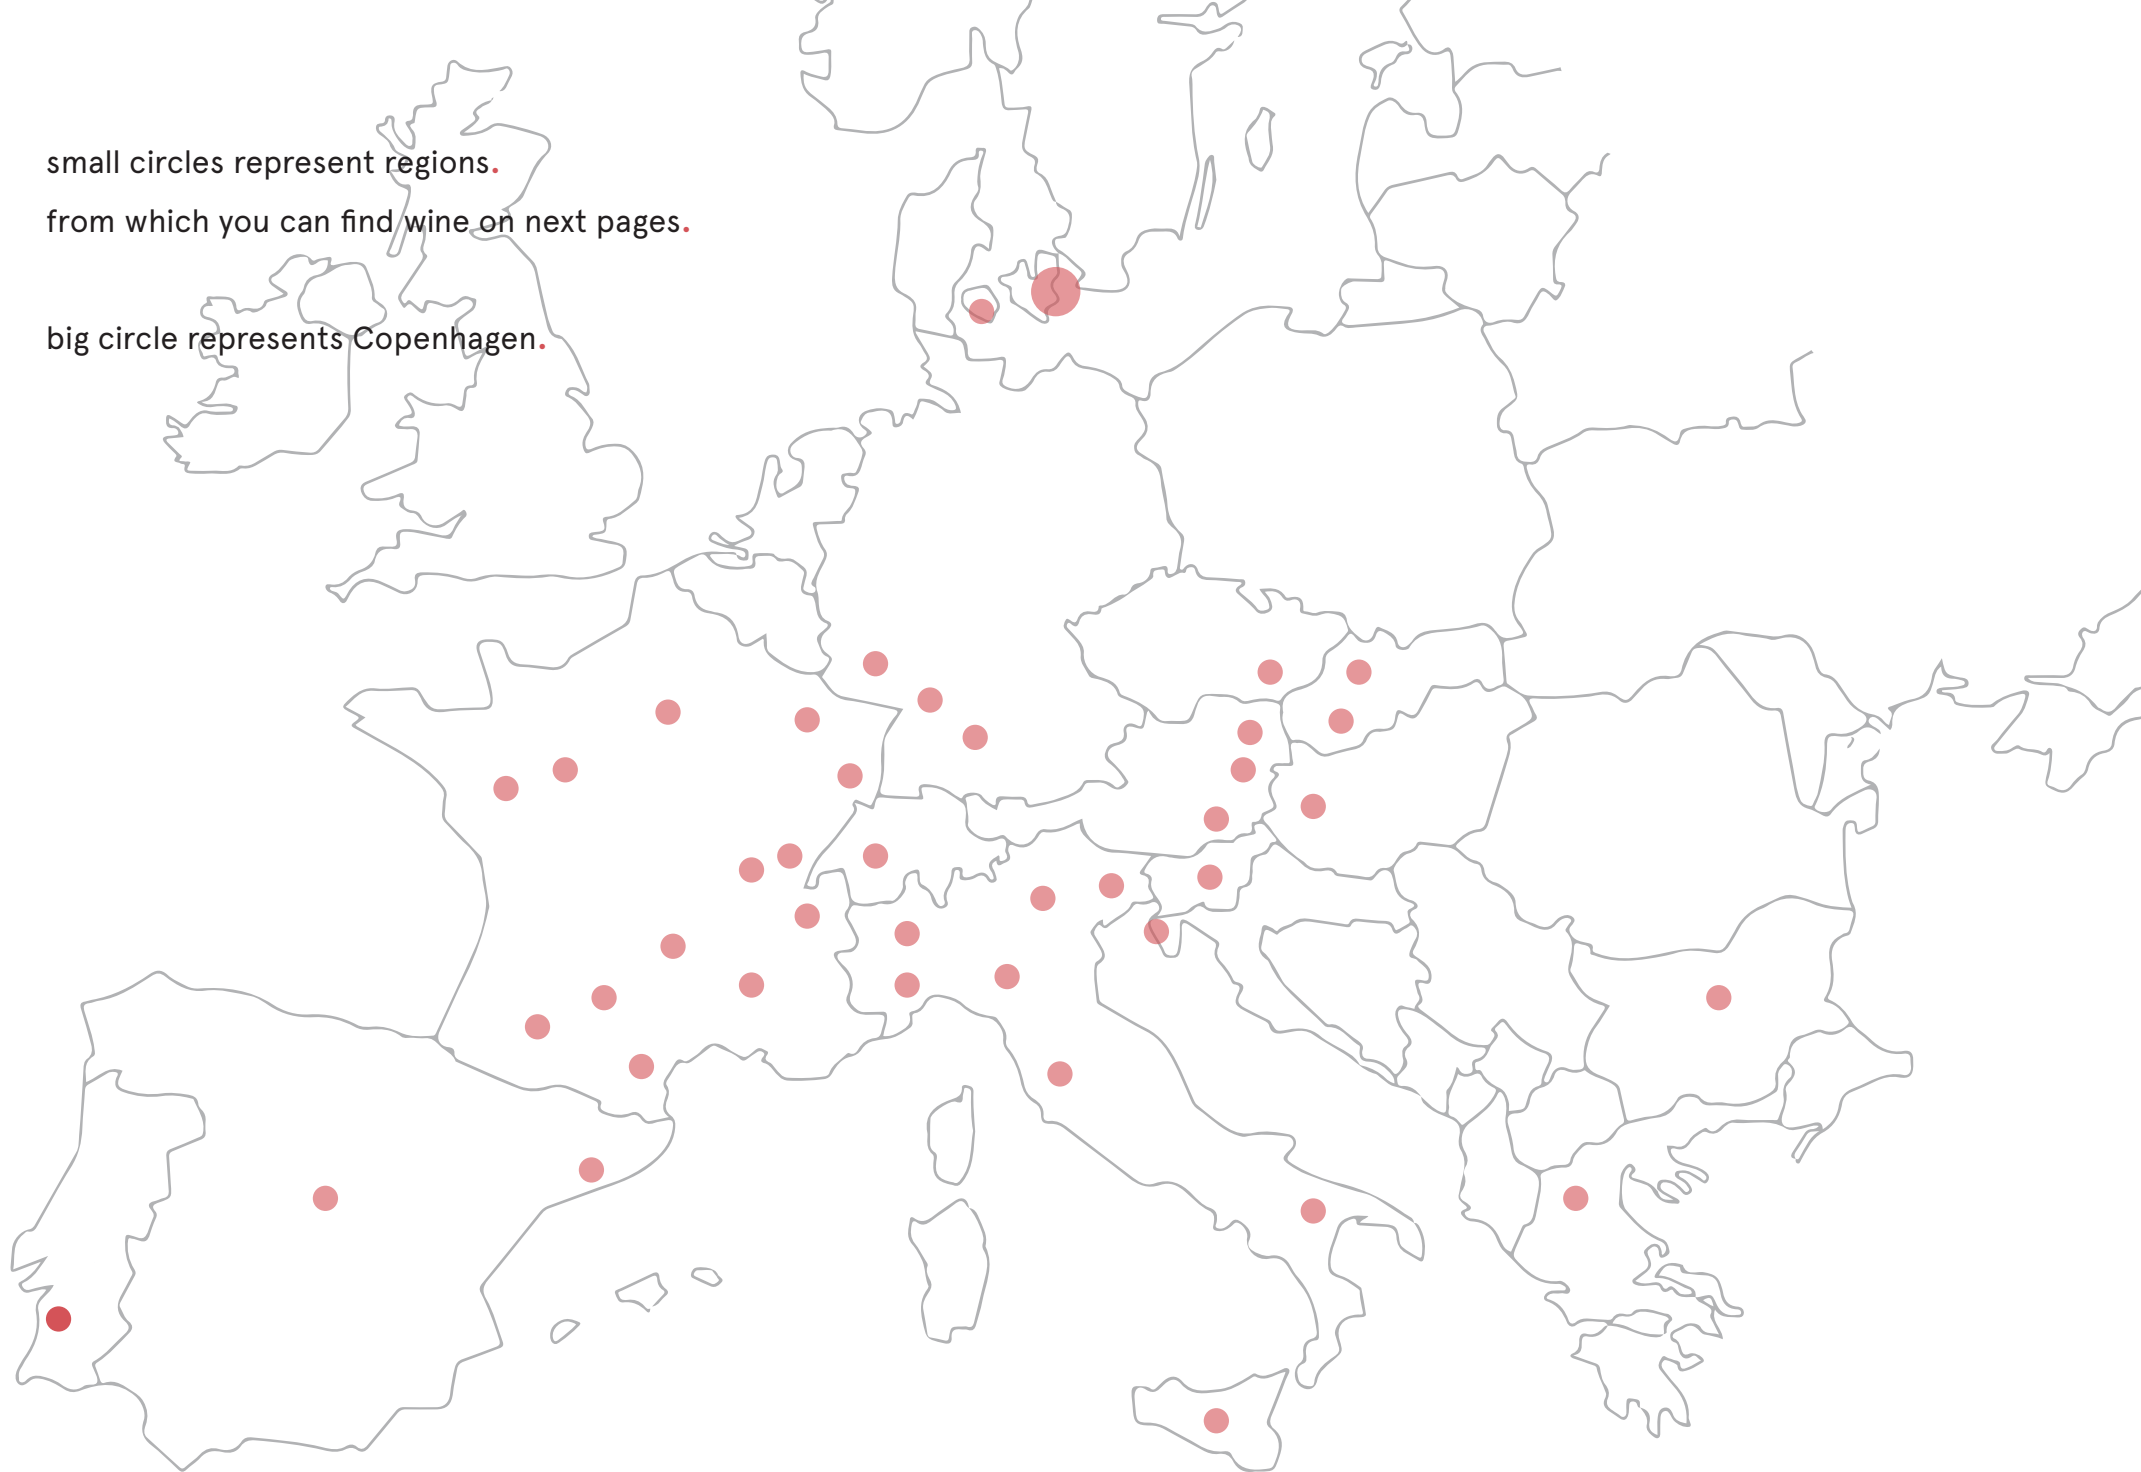 small circles represent regions.
from which you can find wine on next pages.
big circle represents Copenhagen.